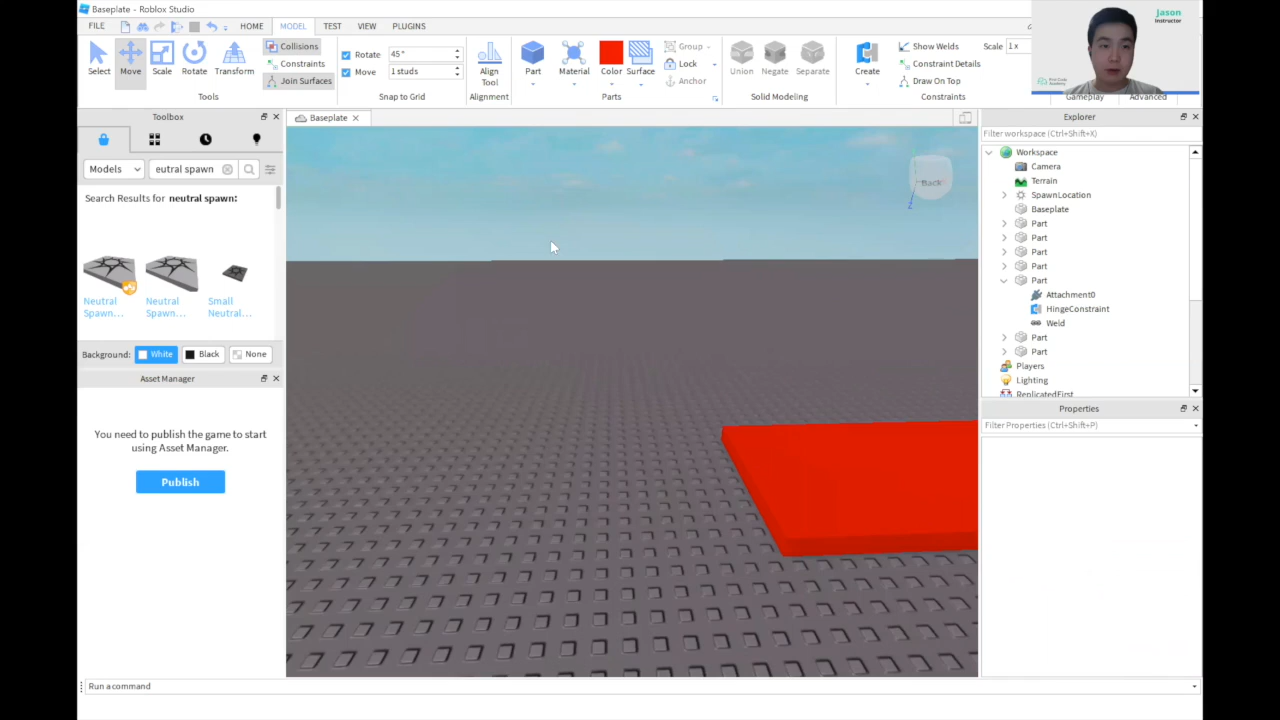 Baseplate - Roblox Studio
FILE HOME MODEL TEST VIEW PLUGINS
Jason
Instructor
Select Move Scale Rotate Transform
Collisions
Constraints
Join Surfaces
Tools
Rotate 45°
Move 1 studs
Snap to Grid
Align
Tool
Alignment
Part Material Color Surface
Group
Lock
Anchor
Parts
Union Negate Separate
Solid Modeling
Create
Show Welds
Constraint Details
Draw On Top
Scale 1 x
Constraints
Gameplay
Advanced
Toolbox
Models
eutral spawn
Search Results for neutral spawn:
Neutral
Spawn...
Neutral
Spawn...
Small
Neutral...
Background: White Black None
Asset Manager
You need to publish the game to start
using Asset Manager.
Publish
Baseplate
Back
Explorer
Filter workspace (Ctrl+Shift+X)
Workspace
Camera
Terrain
SpawnLocation
Baseplate
Part
Part
Part
Part
Part
Attachment0
HingeConstraint
Weld
Part
Part
Players
Lighting
ReplicatedFirst
Properties
Filter Properties (Ctrl+Shift+P)
Run a command